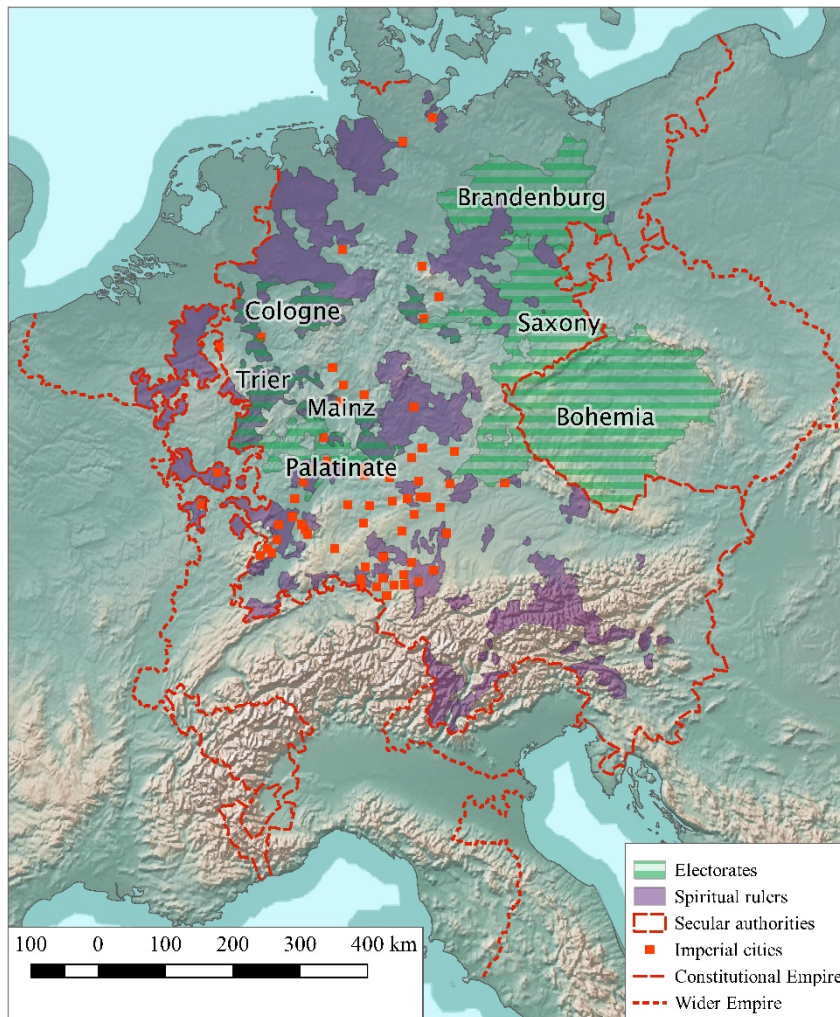 Brandenburg
Cologne
Saxony
Trier
Mainz
Bohemia
Palatinate
Electorates
Spiritual rulers
Secular authorities
Imperial cities
Constitutional Empire
Wider Empire
100 0 100 200 300 400 km